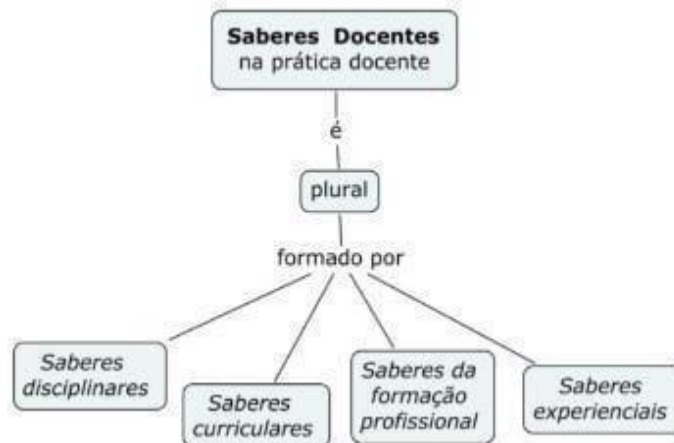 Saberes Docentes
na prática docente
é
plural
formado por
Saberes
disciplinares
Saberes
curriculares
Saberes da
formação
profissional
Saberes
experienciais